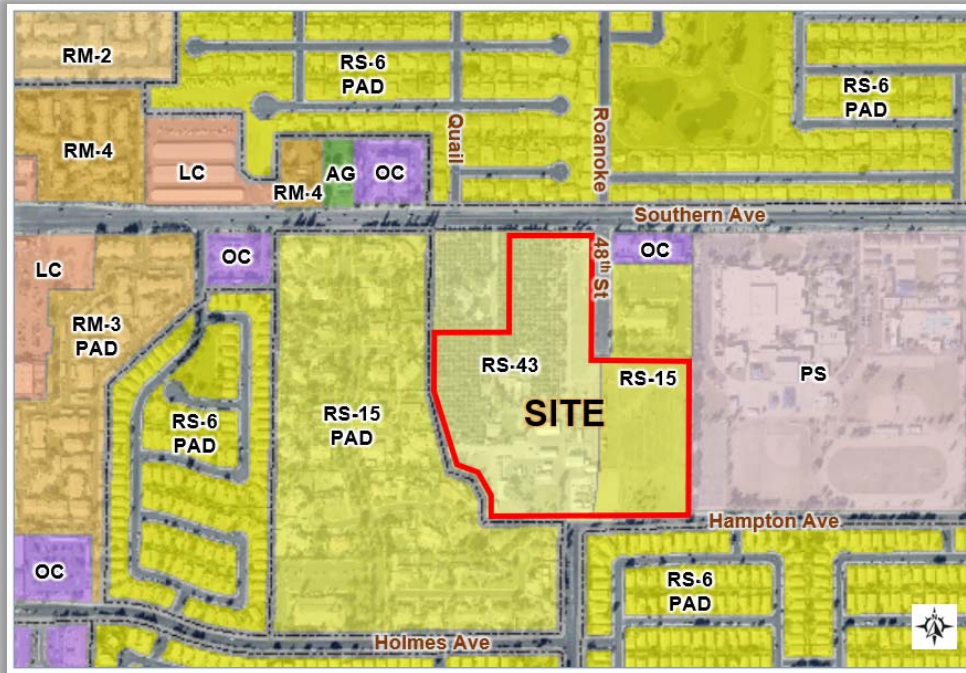 RM-2
RS-6
PAD
RS-6
PAD
Quail
Roanoke
RM-4
LC
RM-4
AG
OC
Southern Ave
LC
OC
48th St
OC
RM-3
PAD
RS-43
RS-15
PS
SITE
RS-6
PAD
RS-15
PAD
Hampton Ave
OC
RS-6
PAD
Holmes Ave
N